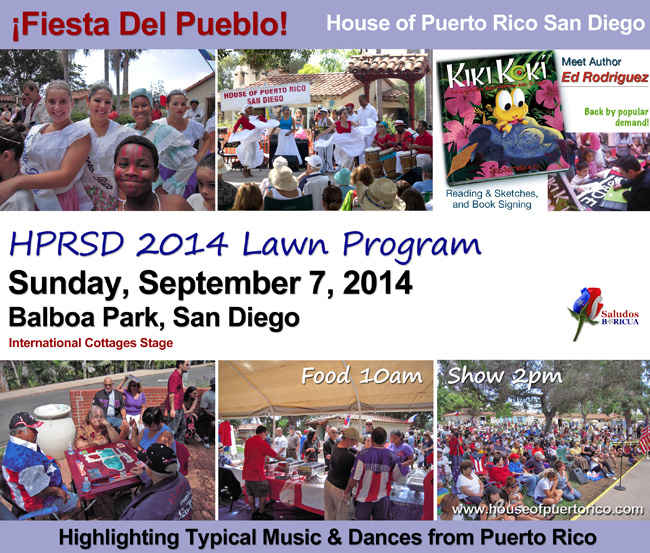 ¡Fiesta Del Pueblo!
House of Puerto Rico San Diego
HOUSE OF PUERTO RICO
SAN DIEGO
KiKi KoKí
Meet Author
Ed Rodriguez
Back by popular
demand!
Reading & Sketches,
and Book Signing
HPRSD 2014 Lawn Program
Sunday, September 7, 2014
Balboa Park, San Diego
International Cottages Stage
Saludos
BORICUA
Food 10am
Show 2pm
www.houseofpuertorico.com
Highlighting Typical Music & Dances from Puerto Rico